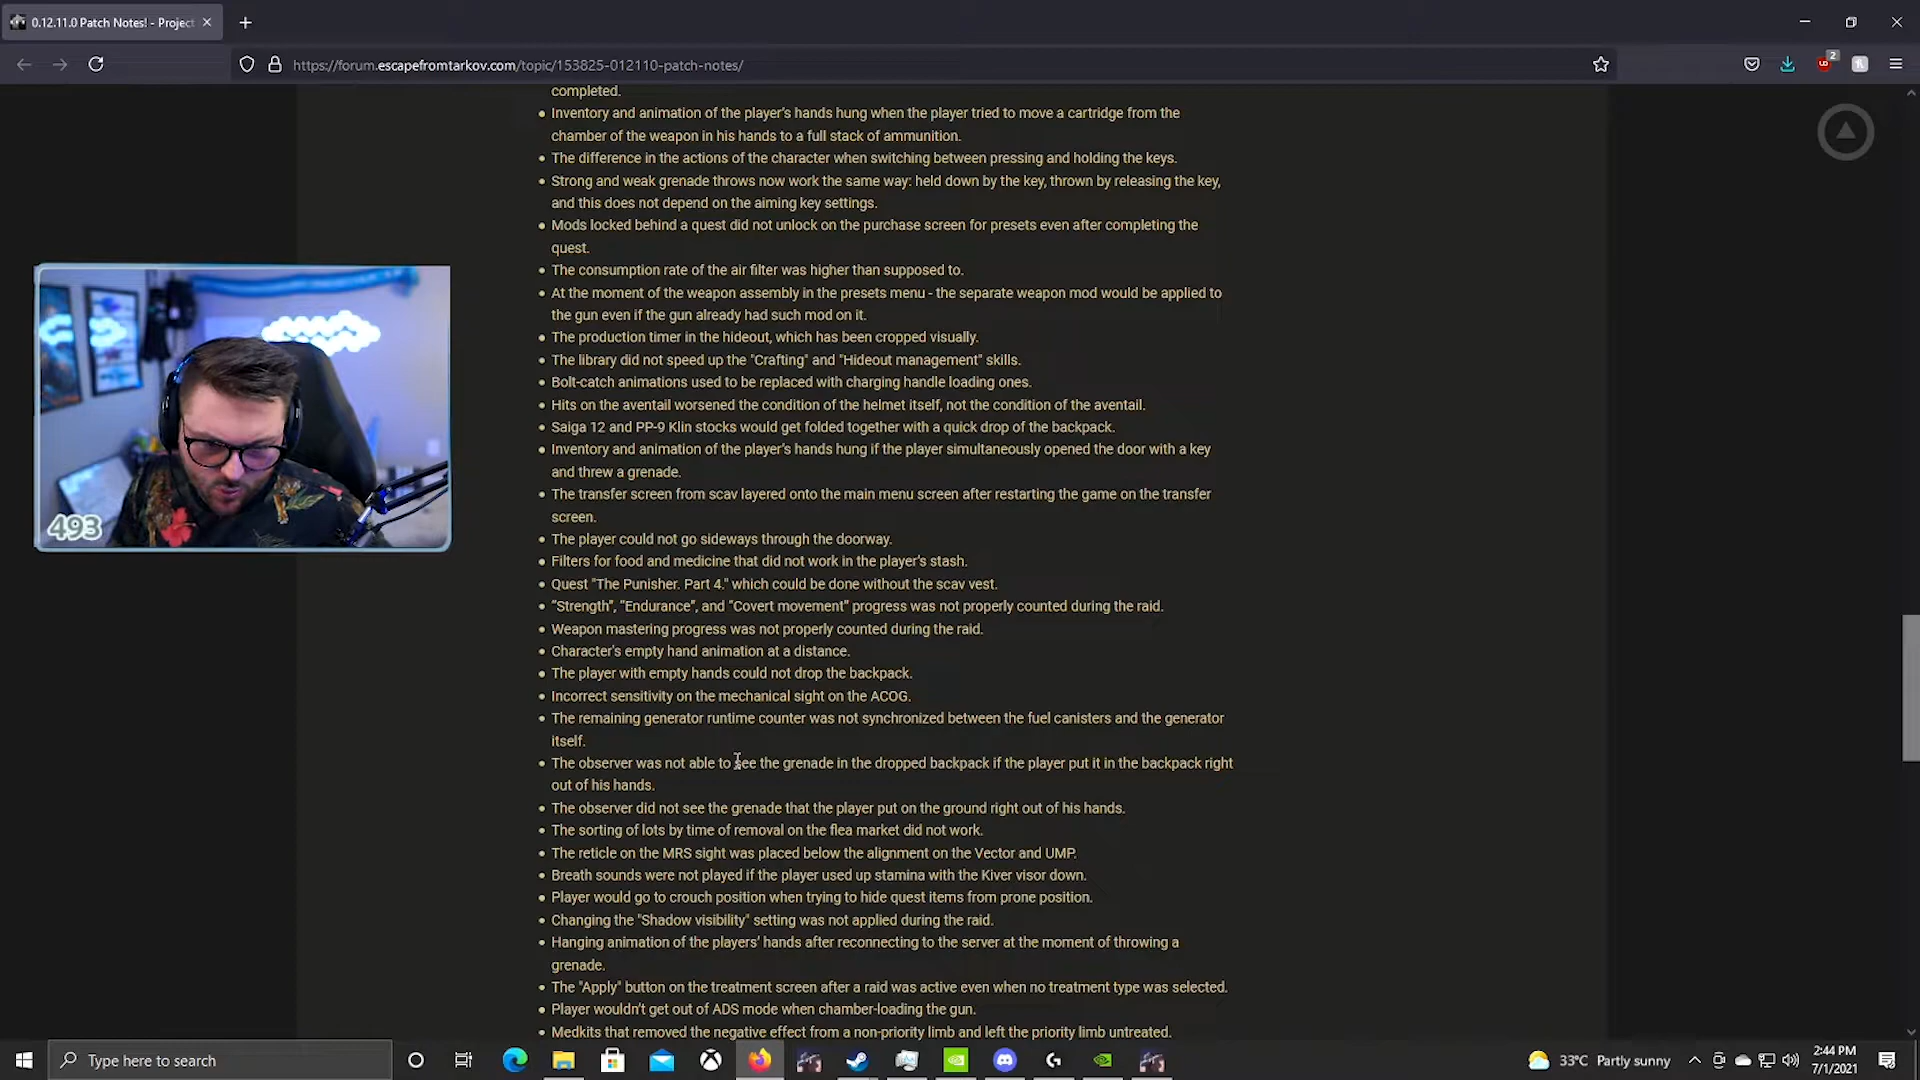 0.12.11.0 Patch Notes! - Project
https://forum.escapefromtarkov.com/topic/153825-012110-patch-notes/
2
completed.
• Inventory and animation of the player's hands hung when the player tried to move a cartridge from the
chamber of the weapon in his hands to a full stack of ammunition.
• The difference in the actions of the character when switching between pressing and holding the keys.
• Strong and weak grenade throws now work the same way: held down by the key, thrown by releasing the key,
and this does not depend on the aiming key settings.
• Mods locked behind a quest did not unlock on the purchase screen for presets even after completing the
quest.
• The consumption rate of the air filter was higher than supposed to.
• At the moment of the weapon assembly in the presets menu - the separate weapon mod would be applied to
the gun even if the gun already had such mod on it.
• The production timer in the hideout, which has been cropped visually.
• The library did not speed up the "Crafting" and "Hideout management" skills.
• Bolt-catch animations used to be replaced with charging handle loading ones.
• Hits on the aventail worsened the condition of the helmet itself, not the condition of the aventail.
• Saiga 12 and PP-9 Klin stocks would get folded together with a quick drop of the backpack.
• Inventory and animation of the player's hands hung if the player simultaneously opened the door with a key
and threw a grenade.
• The transfer screen from scav layered onto the main menu screen after restarting the game on the transfer
screen.
• The player could not go sideways through the doorway.
• Filters for food and medicine that did not work in the player's stash.
• Quest "The Punisher. Part 4." which could be done without the scav vest.
• "Strength", "Endurance", and "Covert movement" progress was not properly counted during the raid.
• Weapon mastering progress was not properly counted during the raid.
• Character's empty hand animation at a distance.
• The player with empty hands could not drop the backpack.
• Incorrect sensitivity on the mechanical sight on the ACOG.
• The remaining generator runtime counter was not synchronized between the fuel canisters and the generator
itself.
• The observer was not able to see the grenade in the dropped backpack if the player put it in the backpack right
out of his hands.
• The observer did not see the grenade that the player put on the ground right out of his hands.
• The sorting of lots by time of removal on the flea market did not work.
• The reticle on the MRS sight was placed below the alignment on the Vector and UMP.
• Breath sounds were not played if the player used up stamina with the Kiver visor down.
• Player would go to crouch position when trying to hide quest items from prone position.
• Changing the "Shadow visibility" setting was not applied during the raid.
• Hanging animation of the players' hands after reconnecting to the server at the moment of throwing a
grenade.
• The "Apply" button on the treatment screen after a raid was active even when no treatment type was selected.
• Player wouldn't get out of ADS mode when chamber-loading the gun.
• Medkits that removed the negative effect from a non-priority limb and left the priority limb untreated.
493
Type here to search
33°C Partly sunny
2:44 PM
7/1/2021